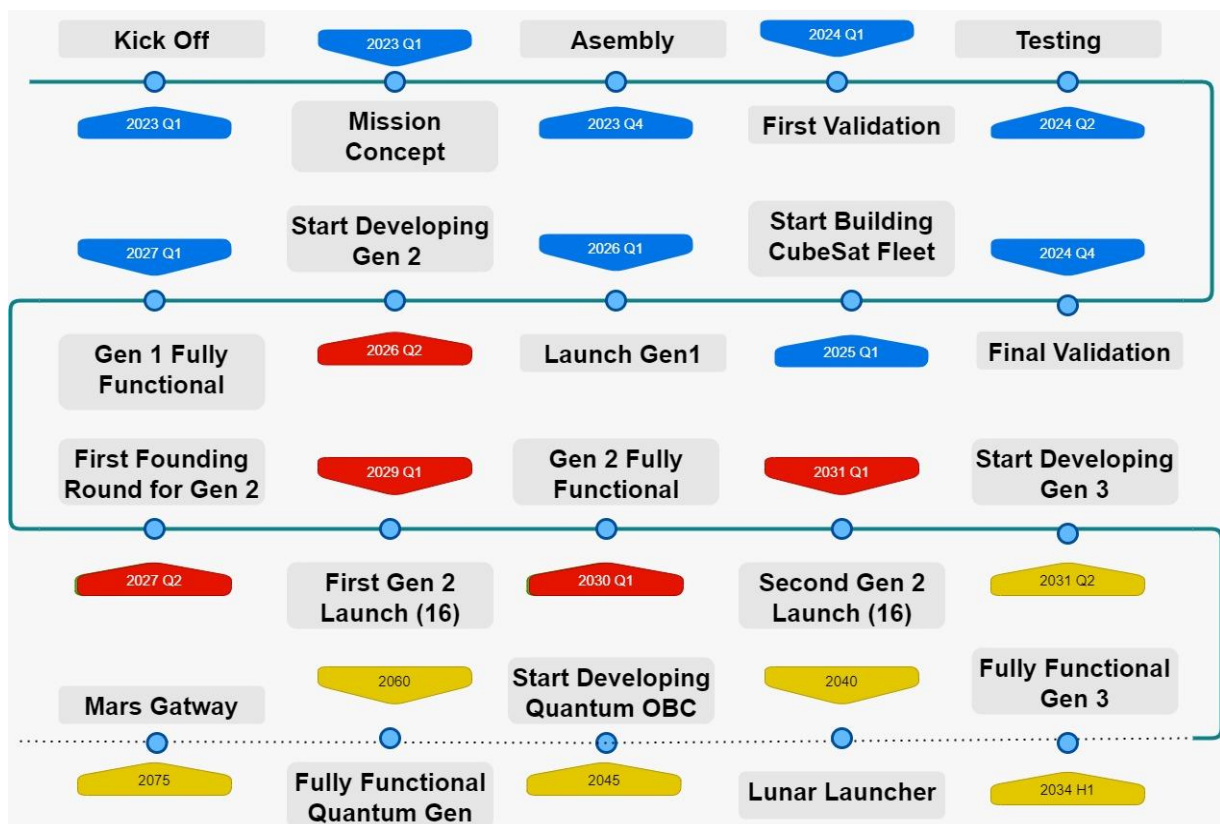 Kick Off
2023 Q1
Asembly
2024 Q1
Testing
2023 Q1
Mission
Concept
2023 Q4
First Validation
2024 Q2
2027 Q1
Start Developing
Gen 2
2026 Q1
Start Building
CubeSat Fleet
2024 Q4
Gen 1 Fully
Functional
2026 Q2
Launch Gen1
2025 Q1
Final Validation
First Founding
Round for Gen 2
2029 Q1
Gen 2 Fully
Functional
2031 Q1
Start Developing
Gen 3
2027 Q2
First Gen 2
Launch (16)
2030 Q1
Second Gen 2
Launch (16)
2031 Q2
Mars Gatway
2060
Start Developing
Quantum OBC
2040
Fully Functional
Gen 3
2075
Fully Functional
Quantum Gen
2045
Lunar Launcher
2034 H1